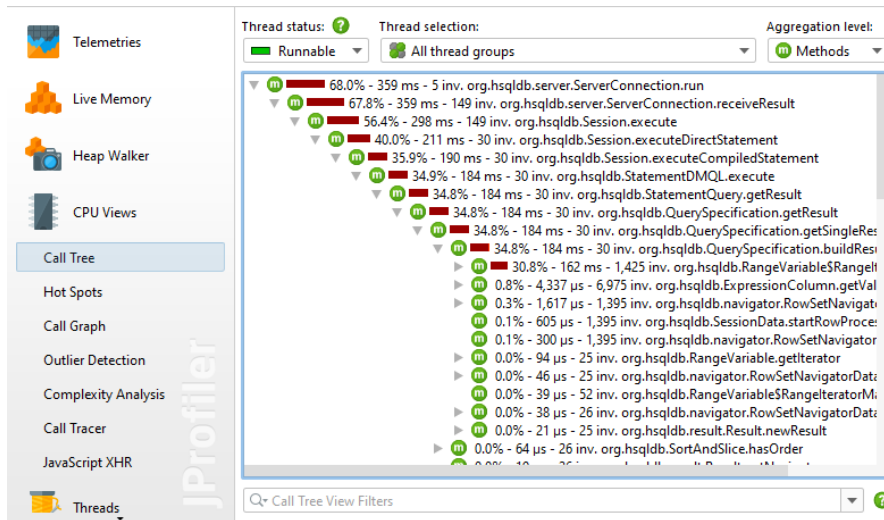 Telemetries
Live Memory
Heap Walker
CPU Views
Call Tree
Hot Spots
Call Graph
Outlier Detection
Complexity Analysis
Call Tracer
JavaScript XHR
Threads
JProfiler
Thread status: ?
Thread selection:
Aggregation level:
Runnable
All thread groups
m Methods
m 68.0% - 359 ms - 5 inv. org.hsqldb.server.ServerConnection.run
m 67.8% - 359 ms - 149 inv. org.hsqldb.server.ServerConnection.receiveResult
m 56.4% - 298 ms - 149 inv. org.hsqldb.Session.execute
m 40.0% - 211 ms - 30 inv. org.hsqldb.Session.executeDirectStatement
m 35.9% - 190 ms - 30 inv. org.hsqldb.Session.executeCompiledStatement
m 34.9% - 184 ms - 30 inv. org.hsqldb.StatementDMQL.execute
m 34.8% - 184 ms - 30 inv. org.hsqldb.StatementQuery.getResult
m 34.8% - 184 ms - 30 inv. org.hsqldb.QuerySpecification.getResult
m 34.8% - 184 ms - 30 inv. org.hsqldb.QuerySpecification.getSingleRes
m 34.8% - 184 ms - 30 inv. org.hsqldb.QuerySpecification.buildResu
m 30.8% - 162 ms - 1,425 inv. org.hsqldb.RangeVariable$RangeIt
m 0.8% - 4,337 µs - 6,975 inv. org.hsqldb.ExpressionColumn.getVal
m 0.3% - 1,617 µs - 1,395 inv. org.hsqldb.navigator.RowSetNavigat
m 0.1% - 605 µs - 1,395 inv. org.hsqldb.SessionData.startRowProce
m 0.1% - 300 µs - 1,395 inv. org.hsqldb.navigator.RowSetNavigator
m 0.0% - 94 µs - 25 inv. org.hsqldb.RangeVariable.getIterator
m 0.0% - 46 µs - 25 inv. org.hsqldb.navigator.RowSetNavigatorData
m 0.0% - 39 µs - 52 inv. org.hsqldb.RangeVariable$RangeIteratorMa
m 0.0% - 38 µs - 26 inv. org.hsqldb.navigator.RowSetNavigatorData
m 0.0% - 21 µs - 25 inv. org.hsqldb.result.Result.newResult
m 0.0% - 64 µs - 26 inv. org.hsqldb.SortAndSlice.hasOrder
Call Tree View Filters
?